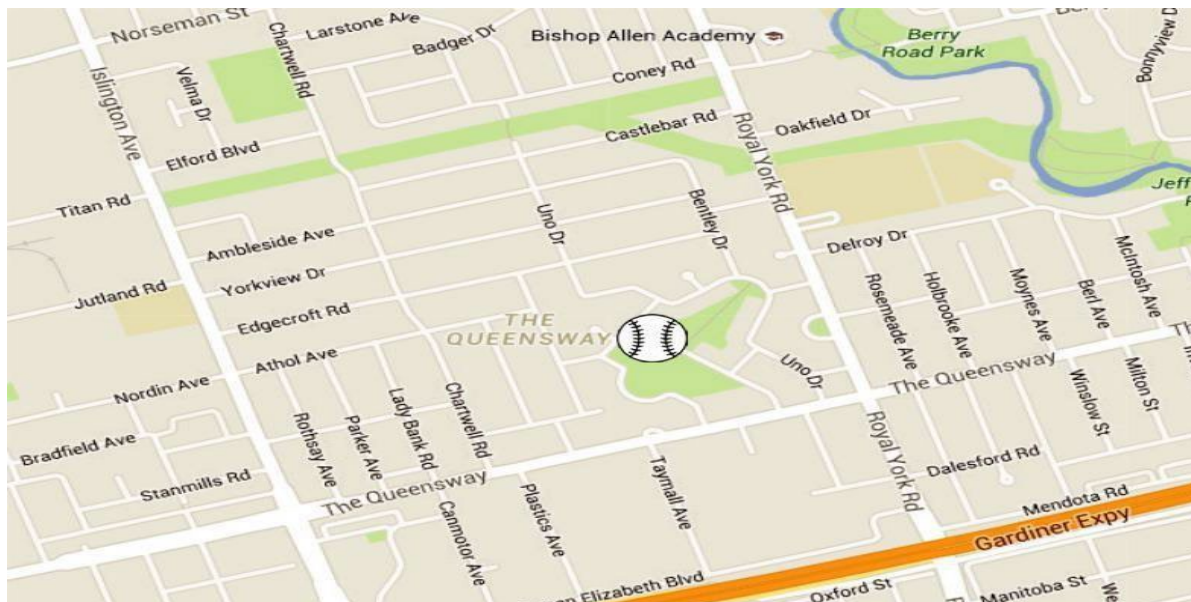 Norseman St
Larstone Ave
Badger Dr
Bishop Allen Academy
Berry
Road Park
Bonnyview D
Chartwell Rd
Coney Rd
Islington Ave
Velma Dr
Castlebar Rd
Royal York Rd
Oakfield Dr
Elford Blvd
Titan Rd
Jeff
Uno Dr
Bentley Dr
Ambleside Ave
Delroy Dr
McIntosh Ave
Yorkview Dr
Jutland Rd
Rosemeade Ave
Holbrooke Ave
Moynes Ave
Berl Ave
Edgecroft Rd
THE
QUEENSWAY
Th
Athol Ave
Nordin Ave
Uno Dr
The Queensway
Winslow St
Milton St
Bradfield Ave
Rothsay Ave
Parker Ave
Lady Bank Rd
Chartwell Rd
Royal York Rd
Stanmills Rd
The Queensway
Taymall Ave
Dalesford Rd
Canmotor Ave
Plastics Ave
Mendota Rd
Gardiner Expy
Elizabeth Blvd
Oxford St
Manitoba St
We